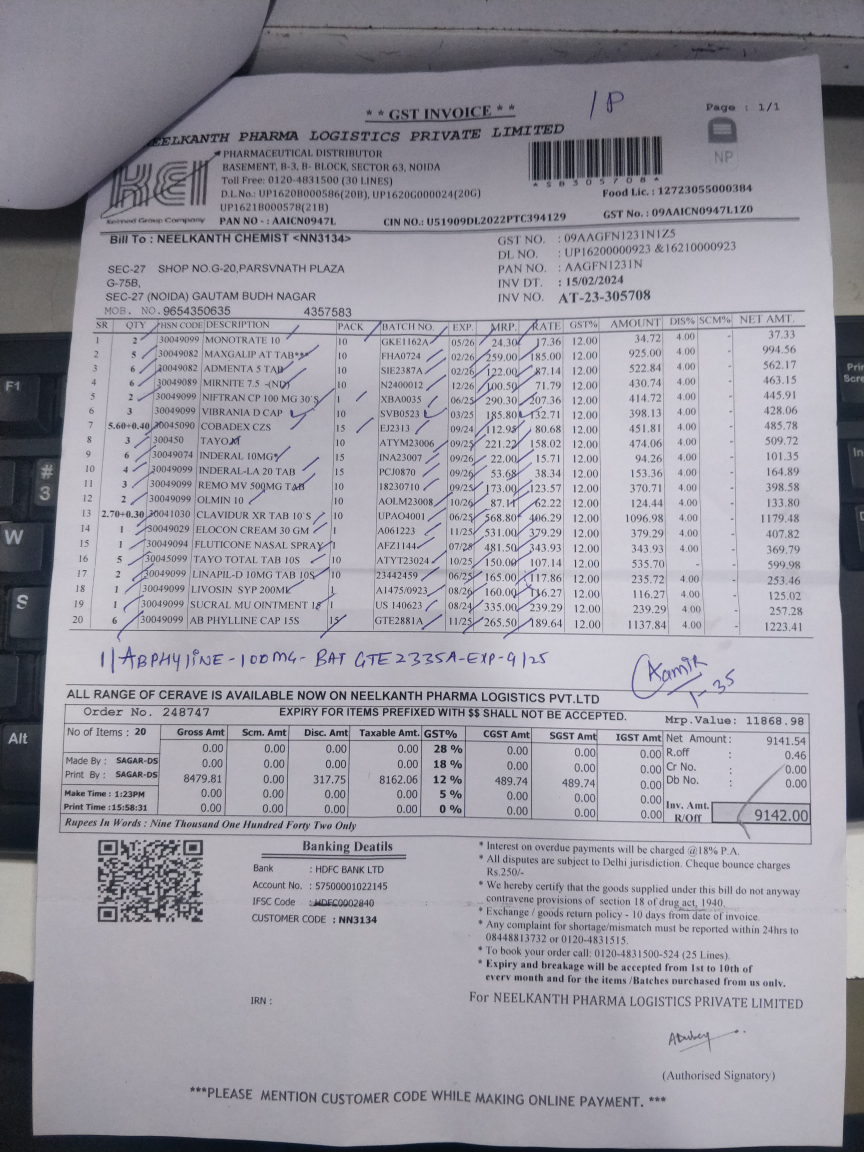 * * GST INVOICE * *
1P
Page : 1/1
NEELKANTH PHARMA LOGISTICS PRIVATE LIMITED
NP
KEI
PHARMACEUTICAL DISTRIBUTOR
BASEMENT, B-3, B- BLOCK, SECTOR 63, NOIDA
Toll Free: 0120-4831500 (30 LINES)
*SB305708*
D.L.No.: UP1620B000586(20B), UP1620G000024(20G)
Food Lic. : 12723055000384
UP1621B000578(21B)
Group Company
PAN NO - : AAICN0947L
CIN NO.: U51909DL2022PTC394129
GST No. : 09AAICN0947L1Z0
Bill To : NEELKANTH CHEMIST <NN3134>
GST NO. : 09AAGFN1231N1Z5
DL NO. : UP16200000923 &16210000923
SEC-27 SHOP NO.G-20,PARSVNATH PLAZA
PAN NO. : AAGFN1231N
G-75B,
INV DT. : 15/02/2024
SEC-27 (NOIDA) GAUTAM BUDH NAGAR
INV NO. AT-23-305708
MOB. NO. 9654350635 4357583
SR QTY HSN CODE DESCRIPTION PACK BATCH NO. EXP. MRP. RATE GST% AMOUNT DIS% SCM% NET AMT.
1 2 30049099 MONOTRATE 10 10 GKE1162A 05/26 24.30 17.36 12.00 34.72 4.00 - 37.33
2 5 30049082 MAXGALIP AT TAB*** 10 FHA0724 02/26 259.00 185.00 12.00 925.00 4.00 - 994.56
3 6 30049082 ADMENTA 5 TAB 10 SIE2387A 02/26 122.00 87.14 12.00 522.84 4.00 - 562.17
4 6 30049089 MIRNITE 7.5 -(ND) 10 N2400012 12/26 100.50 71.79 12.00 430.74 4.00 - 463.15
5 2 30049099 NIFTRAN CP 100 MG 30'S 1 XBA0035 06/25 290.30 207.36 12.00 414.72 4.00 - 445.91
6 3 30049099 VIBRANIA D CAP 10 SVB0523 03/25 185.80 132.71 12.00 398.13 4.00 - 428.06
7 5.60+0.40 30045090 COBADEX CZS 15 EJ2313 09/24 112.95 80.68 12.00 451.81 4.00 - 485.78
8 3 300450 TAYO 10 ATYM23006 09/25 221.22 158.02 12.00 474.06 4.00 - 509.72
9 6 30049074 INDERAL 10MG* 15 INA23007 09/26 22.00 15.71 12.00 94.26 4.00 - 101.35
10 4 30049099 INDERAL-LA 20 TAB 15 PCJ0870 09/26 53.68 38.34 12.00 153.36 4.00 - 164.89
11 3 30049099 REMO MV 500MG TAB 10 18230710 09/25 173.00 123.57 12.00 370.71 4.00 - 398.58
12 2 30049099 OLMIN 10 10 AOLM23008 10/26 87.11 62.22 12.00 124.44 4.00 - 133.80
13 2.70+0.30 30041030 CLAVIDUR XR TAB 10'S 10 UPAO4001 06/25 568.80 406.29 12.00 1096.98 4.00 - 1179.48
14 1 30049029 ELOCON CREAM 30 GM 1 A061223 11/25 531.00 379.29 12.00 379.29 4.00 - 407.82
15 1 30049094 FLUTICONE NASAL SPRAY 1 AFZ1144 07/25 481.50 343.93 12.00 343.93 4.00 - 369.79
16 5 30045099 TAYO TOTAL TAB 10S 10 ATYT23024 10/25 150.00 107.14 12.00 535.70 - - 599.98
17 2 30049099 LINAPIL-D 10MG TAB 10S 10 23442459 06/25 165.00 117.86 12.00 235.72 4.00 - 253.46
18 1 30049099 LIVOSIN SYP 200ML 1 A1475/0923 08/26 160.00 116.27 12.00 116.27 4.00 - 125.02
19 1 30049099 SUCRAL MU OINTMENT 15 1 US 140623 08/24 335.00 239.29 12.00 239.29 4.00 - 257.28
20 6 30049099 AB PHYLLINE CAP 15S 15 GTE2881A 11/25 265.50 189.64 12.00 1137.84 4.00 - 1223.41
1) ABPHYLINE-100MG- BAT GTE2335A-EXP-9/25
Aamir
1-35
ALL RANGE OF CERAVE IS AVAILABLE NOW ON NEELKANTH PHARMA LOGISTICS PVT.LTD
Order No. 248747 EXPIRY FOR ITEMS PREFIXED WITH $$ SHALL NOT BE ACCEPTED. Mrp.Value: 11868.98
No of Items : 20 Gross Amt Scm. Amt Disc. Amt Taxable Amt. GST% CGST Amt SGST Amt IGST Amt Net Amount: 9141.54
0.00 0.00 0.00 0.00 28 % 0.00 0.00 0.00 R.off : 0.46
Made By : SAGAR-DS 0.00 0.00 0.00 0.00 18 % 0.00 0.00 0.00 Cr No. : 0.00
Print By : SAGAR-DS 8479.81 0.00 317.75 8162.06 12 % 489.74 489.74 0.00 Db No. : 0.00
Make Time : 1:23PM 0.00 0.00 0.00 0.00 5 % 0.00 0.00 0.00
Print Time :15:58:31 0.00 0.00 0.00 0.00 0 % 0.00 0.00 0.00 Inv. Amt. R/Off 9142.00
Rupees In Words : Nine Thousand One Hundred Forty Two Only
Banking Deatils
Bank : HDFC BANK LTD
Account No. : 57500001022145
IFSC Code : HDFC0002840
CUSTOMER CODE : NN3134
* Interest on overdue payments will be charged @18% P.A.
* All disputes are subject to Delhi jurisdiction. Cheque bounce charges
Rs.250/-
* We hereby certify that the goods supplied under this bill do not anyway
contravene provisions of section 18 of drug act, 1940.
* Exchange / goods return policy - 10 days from date of invoice.
* Any complaint for shortage/mismatch must be reported within 24hrs to
08448813732 or 0120-4831515.
* To book your order call: 0120-4831500-524 (25 Lines).
* Expiry and breakage will be accepted from 1st to 10th of
every month and for the items /Batches purchased from us only.
IRN :
For NEELKANTH PHARMA LOGISTICS PRIVATE LIMITED
(Authorised Signatory)
***PLEASE MENTION CUSTOMER CODE WHILE MAKING ONLINE PAYMENT. ***
F1
#
3
W
S
Alt